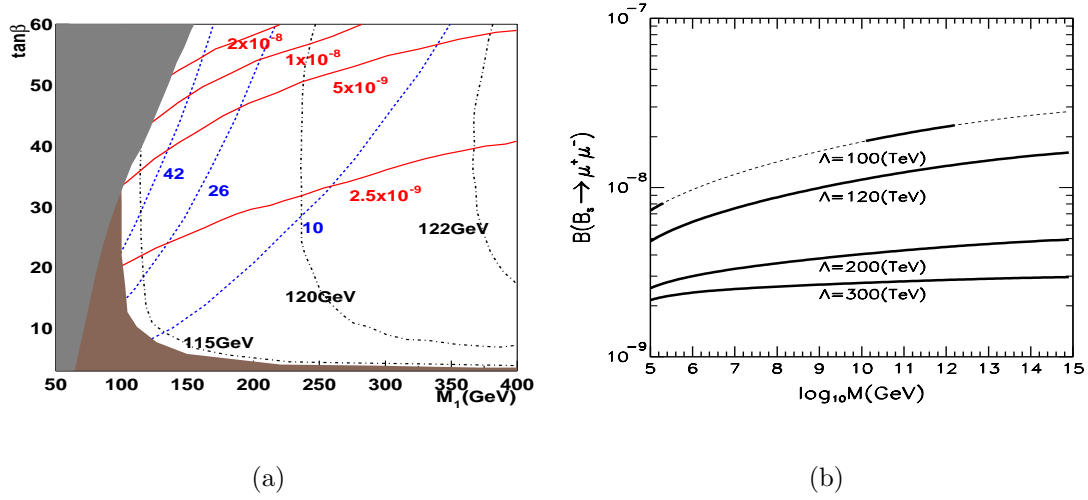 60
50
40
30
20
10
50 100 150 200 250 300 350 400
tanβ
M₁(GeV)
2x10⁻⁸
1x10⁻⁸
5x10⁻⁹
2.5x10⁻⁹
42
26
10
122GeV
120GeV
115GeV
(a)
10⁻⁷
10⁻⁸
10⁻⁹
B(Bₛ → μ⁺μ⁻)
Λ=100(TeV)
Λ=120(TeV)
Λ=200(TeV)
Λ=300(TeV)
5 6 7 8 9 10 11 12 13 14 15
log₁₀M(GeV)
(b)